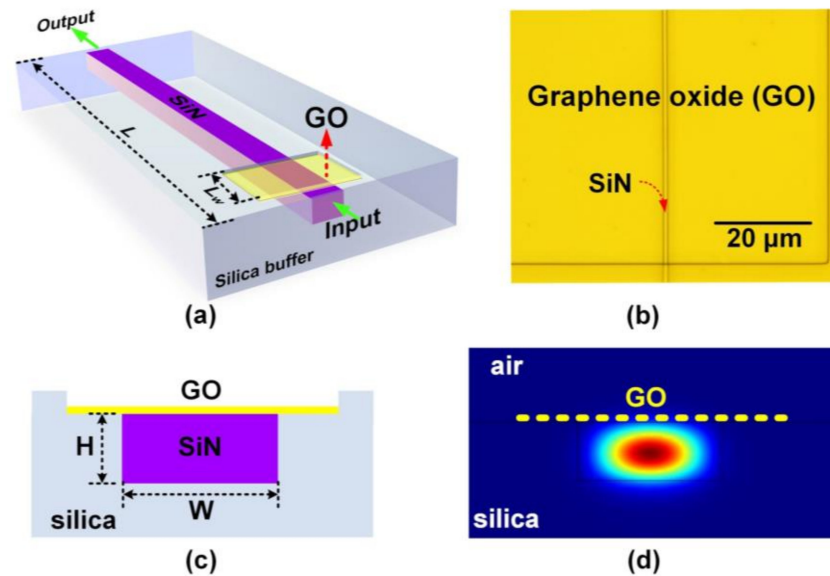 Output
SiN
GO
L
Lw
Input
Silica buffer
(a)
Graphene oxide (GO)
SiN
20 μm
(b)
GO
H
SiN
W
silica
(c)
air
GO
silica
(d)